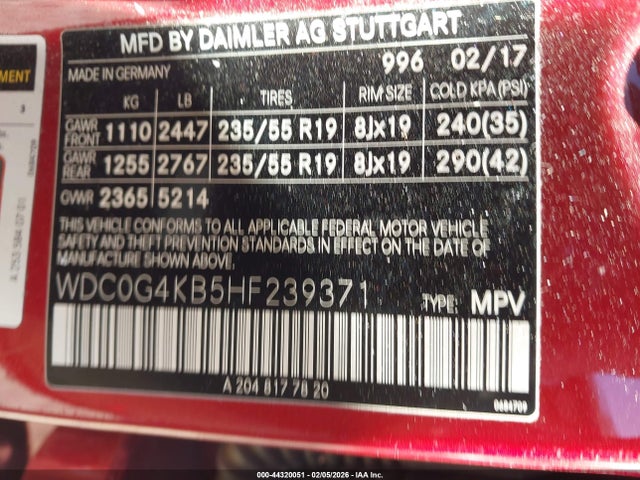 MFD BY DAIMLER AG STUTTGART
MADE IN GERMANY 996 02/17
KG LB TIRES RIM SIZE COLD KPA (PSI)
GAWR FRONT 1110 2447 235/55 R19 8Jx19 240(35)
GAWR REAR 1255 2767 235/55 R19 8Jx19 290(42)
GVWR 2365 5214
THIS VEHICLE CONFORMS TO ALL APPLICABLE FEDERAL MOTOR VEHICLE
SAFETY AND THEFT PREVENTION STANDARDS IN EFFECT ON THE DATE OF
MANUFACTURE SHOWN ABOVE.
WDC0G4KB5HF239371 TYPE: MPV
A 204 817 78 20
0684709
000-44320051 - 02/05/2026 - IAA Inc.